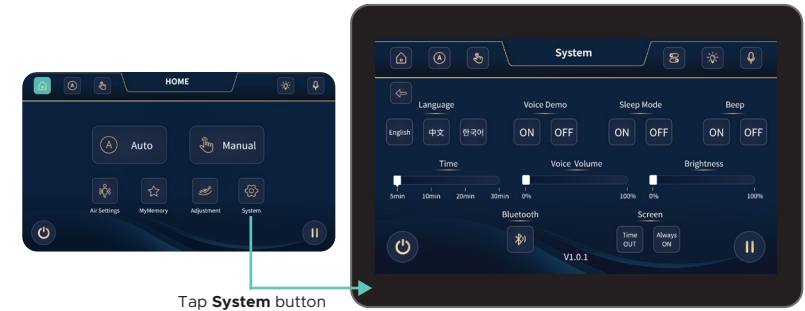 HOME
A
A Auto
Manual
Air Settings
MyMemory
Adjustment
System
Tap System button
A
System
Language
Voice Demo
Sleep Mode
Beep
English
中文
한국어
ON
OFF
ON
OFF
ON
OFF
Time
Voice Volume
Brightness
5min
10min
20min
30min
0%
100%
0%
100%
Bluetooth
Screen
Time
OUT
Always
ON
V1.0.1